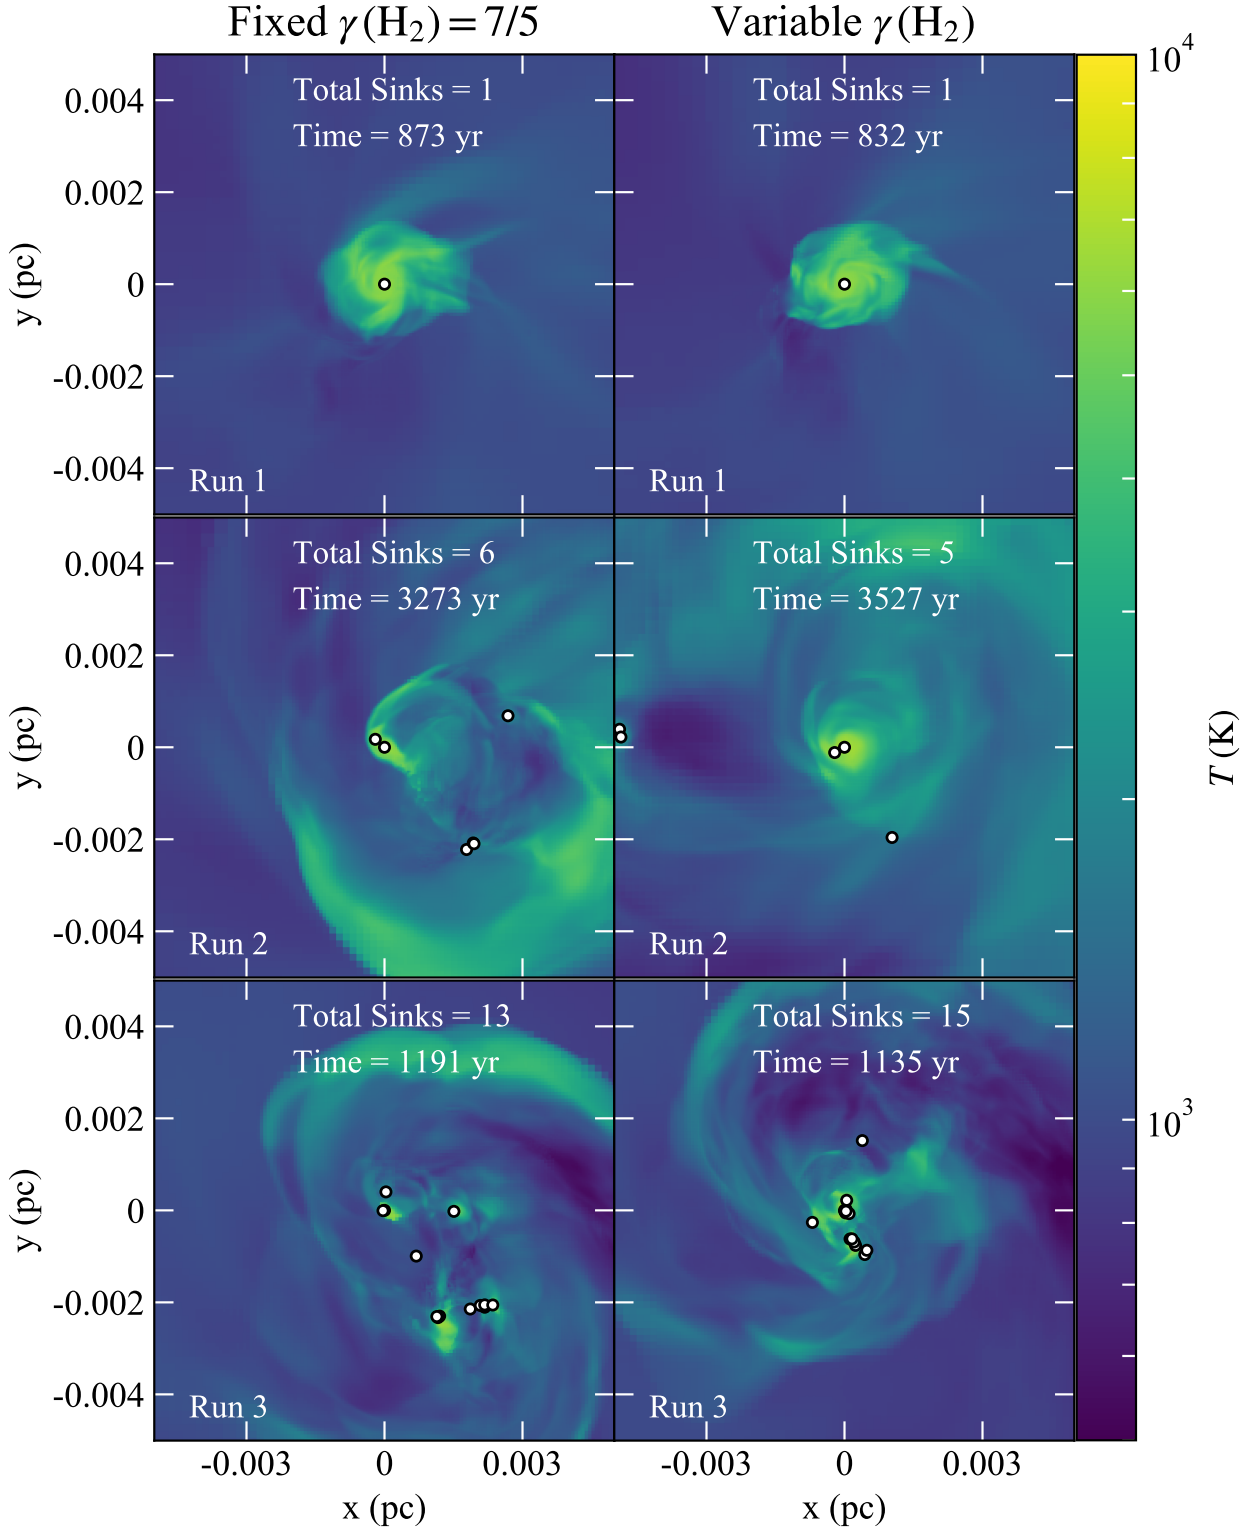 Fixed γ(H₂) = 7/5
Variable γ(H₂)
Total Sinks = 1
Time = 873 yr
Run 1
Total Sinks = 1
Time = 832 yr
Run 1
0.004
0.002
0
-0.002
-0.004
y (pc)
Total Sinks = 6
Time = 3273 yr
Run 2
Total Sinks = 5
Time = 3527 yr
Run 2
0.004
0.002
0
-0.002
-0.004
y (pc)
Total Sinks = 13
Time = 1191 yr
Run 3
Total Sinks = 15
Time = 1135 yr
Run 3
0.004
0.002
0
-0.002
-0.004
y (pc)
-0.003
0
0.003
x (pc)
-0.003
0
0.003
x (pc)
10⁴
10³
T (K)